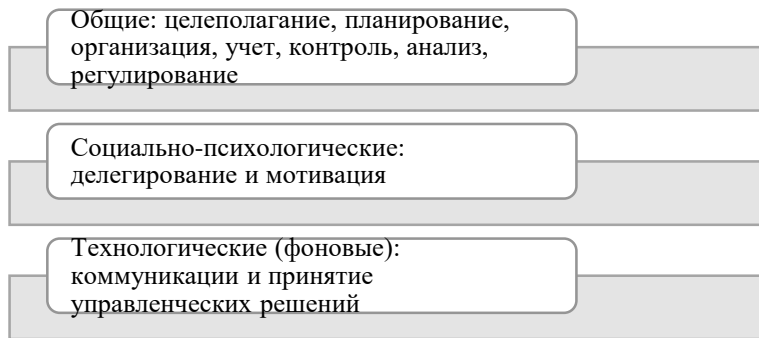 Общие: целеполагание, планирование,
организация, учет, контроль, анализ,
регулирование
Социально-психологические:
делегирование и мотивация
Технологические (фоновые):
коммуникации и принятие
управленческих решений